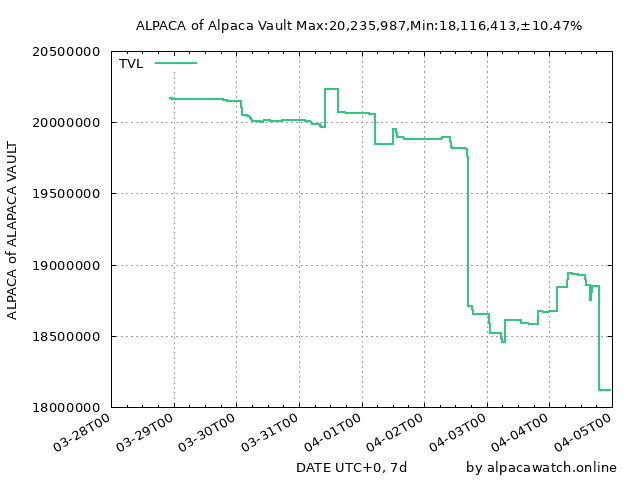 ALPACA of Alpaca Vault Max:20,235,987,Min:18,116,413,±10.47%
TVL
ALPACA of ALAPACA VAULT
20500000
20000000
19500000
19000000
18500000
18000000
03-28T00
03-29T00
03-30T00
03-31T00
04-01T00
04-02T00
04-03T00
04-04T00
04-05T00
DATE UTC+0, 7d
by alpacawatch.online